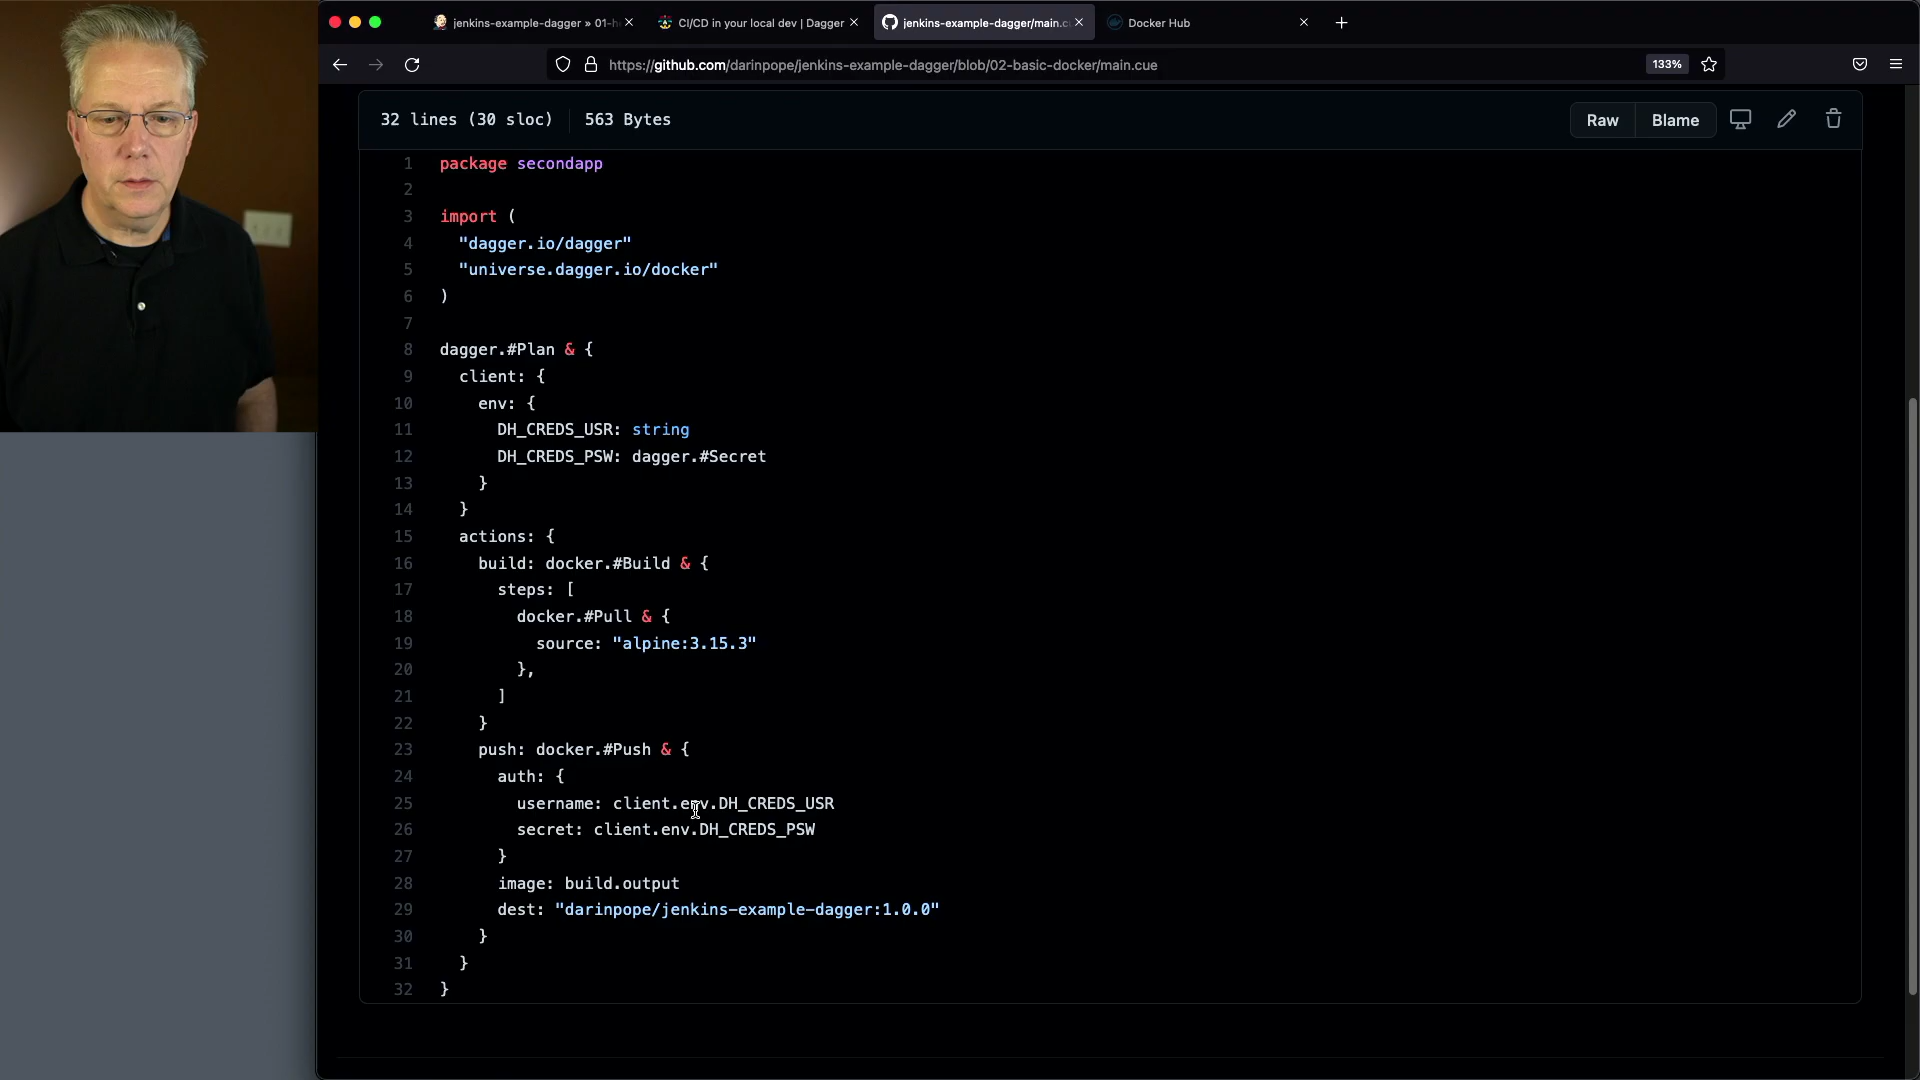 jenkins-example-dagger » 01-h
CI/CD in your local dev | Dagger
jenkins-example-dagger/main.c
Docker Hub
https://github.com/darinpope/jenkins-example-dagger/blob/02-basic-docker/main.cue
133%
32 lines (30 sloc)
563 Bytes
Raw
Blame
1 package secondapp
2
3 import (
4 "dagger.io/dagger"
5 "universe.dagger.io/docker"
6 )
7
8 dagger.#Plan & {
9 client: {
10 env: {
11 DH_CREDS_USR: string
12 DH_CREDS_PSW: dagger.#Secret
13 }
14 }
15 actions: {
16 build: docker.#Build & {
17 steps: [
18 docker.#Pull & {
19 source: "alpine:3.15.3"
20 },
21 ]
22 }
23 push: docker.#Push & {
24 auth: {
25 username: client.env.DH_CREDS_USR
26 secret: client.env.DH_CREDS_PSW
27 }
28 image: build.output
29 dest: "darinpope/jenkins-example-dagger:1.0.0"
30 }
31 }
32 }